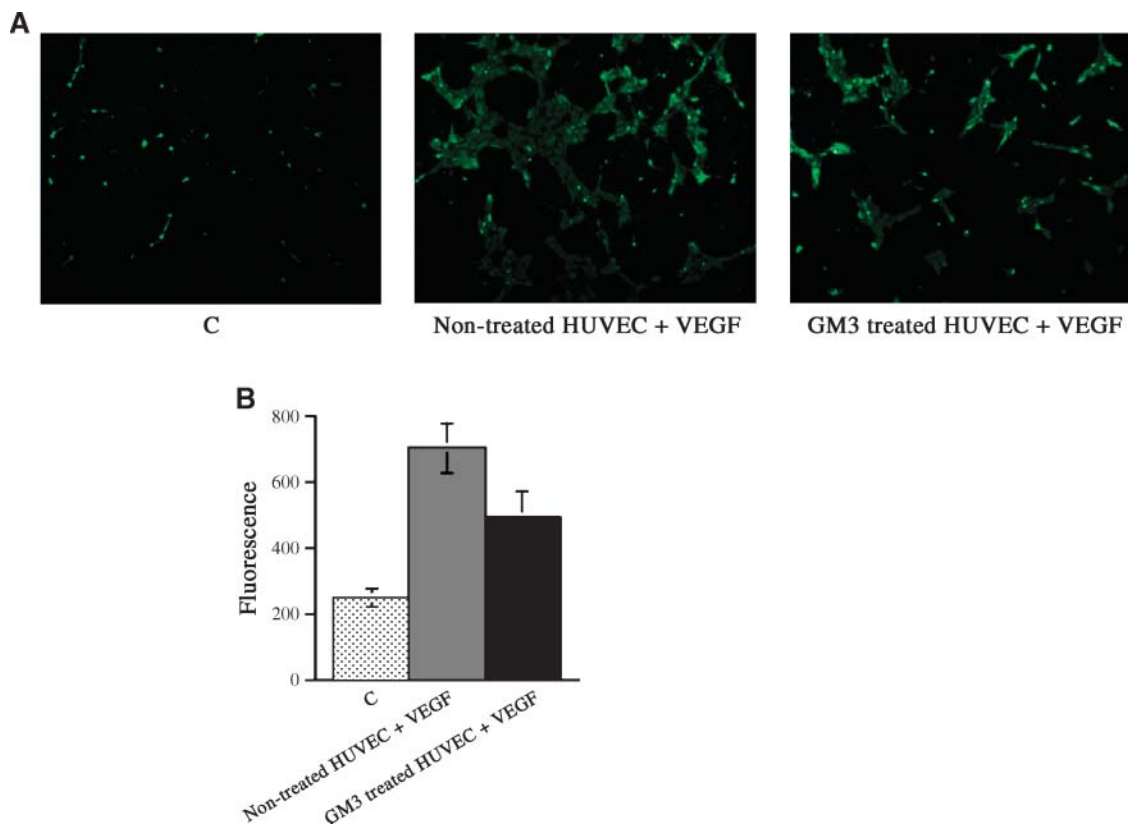 A
C
Non-treated HUVEC + VEGF
GM3 treated HUVEC + VEGF
B
800
600
400
200
0
Fluorescence
C
Non-treated HUVEC + VEGF
GM3 treated HUVEC + VEGF